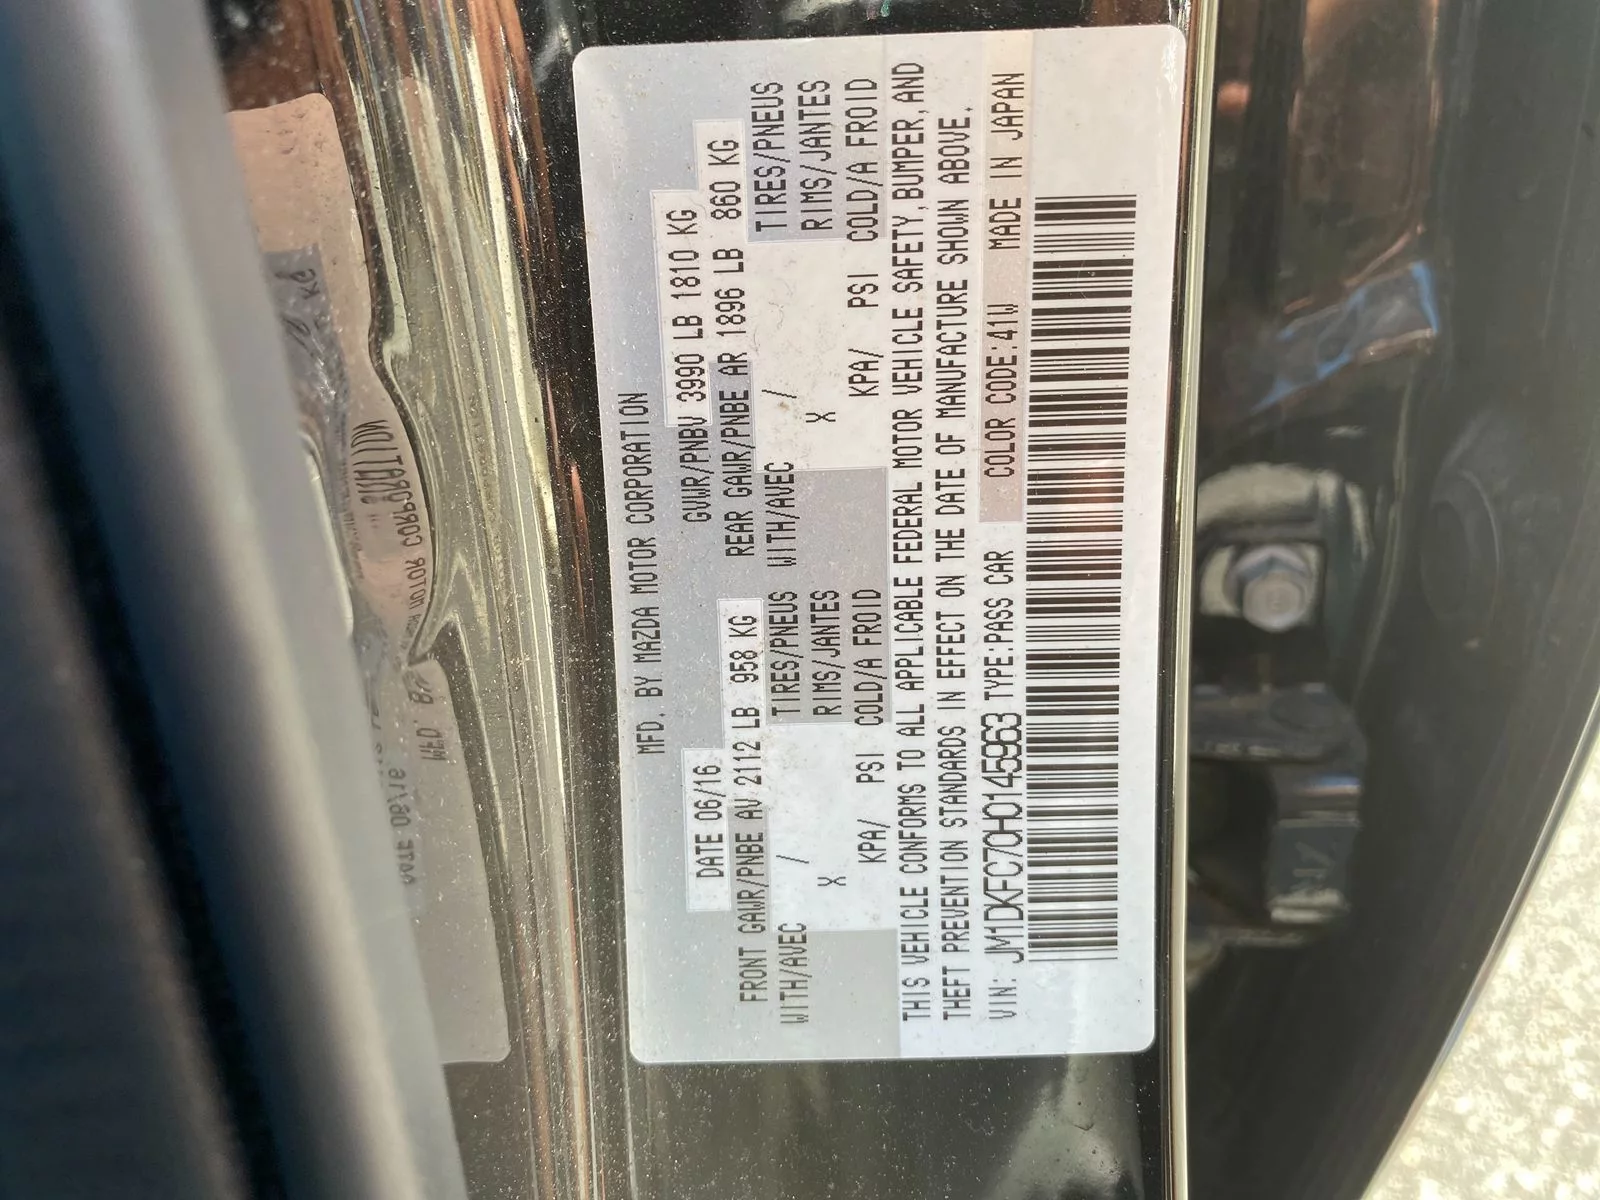 MFD. BY MAZDA MOTOR CORPORATION
DATE 06/16 GVWR/PNBV 3990 LB 1810 KG
FRONT GAWR/PNBE AV 2112 LB 958 KG REAR GAWR/PNBE AR 1896 LB 860 KG
WITH/AVEC / TIRES/PNEUS WITH/AVEC / TIRES/PNEUS
X RIMS/JANTES X RIMS/JANTES
KPA/ PSI COLD/A FROID KPA/ PSI COLD/A FROID
THIS VEHICLE CONFORMS TO ALL APPLICABLE FEDERAL MOTOR VEHICLE SAFETY,BUMPER,AND
THEFT PREVENTION STANDARDS IN EFFECT ON THE DATE OF MANUFACTURE SHOWN ABOVE.
VIN: JM1DKFC70H0145963 TYPE:PASS CAR COLOR CODE:41W MADE IN JAPAN